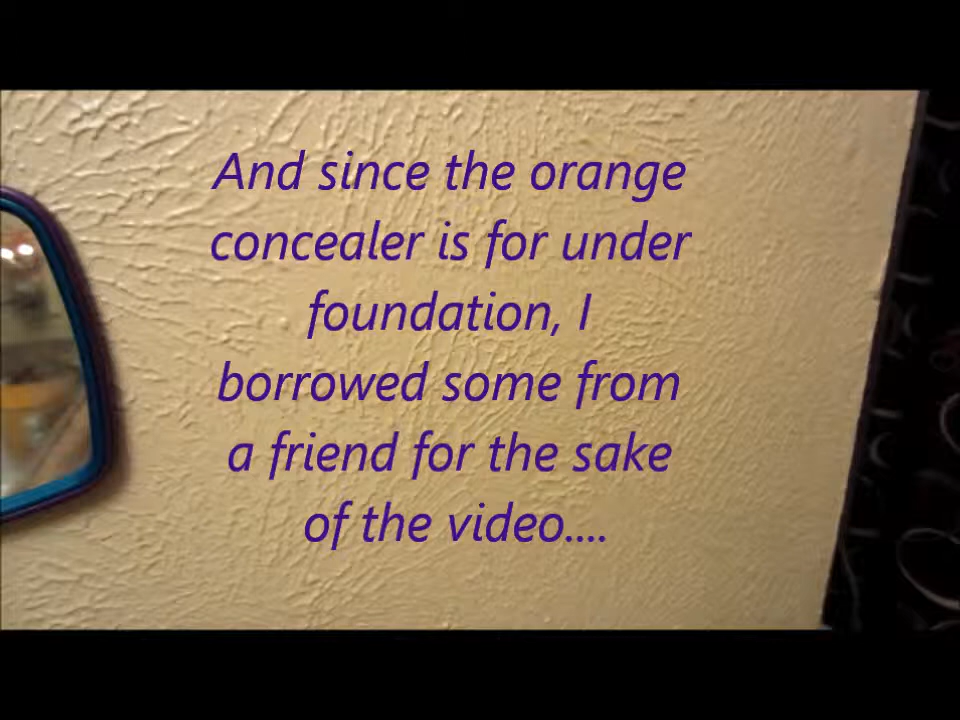 And since the orange
concealer is for under
foundation, I
borrowed some from
a friend for the sake
of the video....